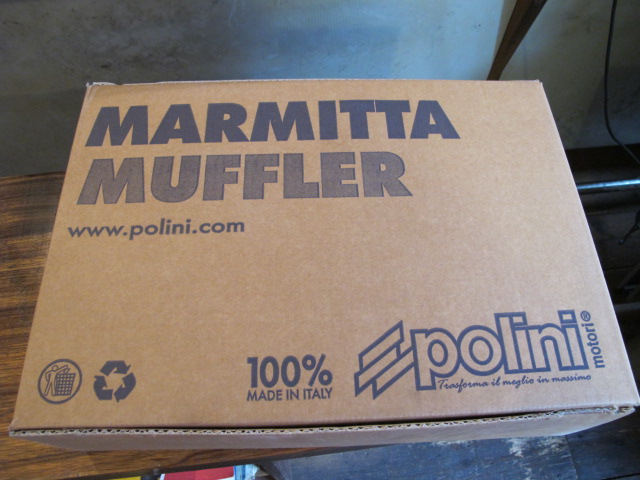 MARMITTA
MUFFLER
www.polini.com
100%
MADE IN ITALY
polini
motori®
Trasforma il meglio in massimo